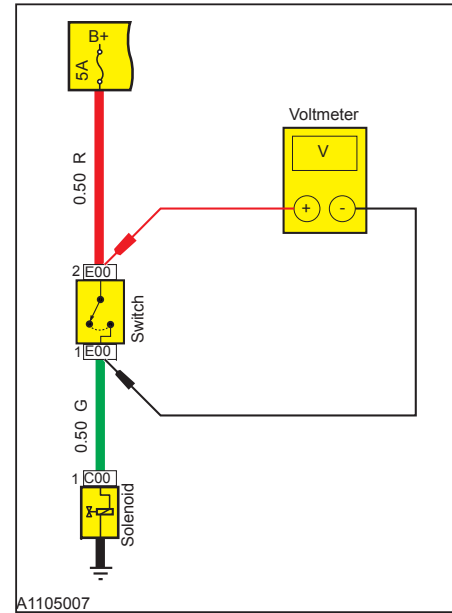 B+
5A
0.50 R
Voltmeter
V
+ -
2 E00
Switch
1 E00
0.50 G
1 C00
Solenoid
A1105007